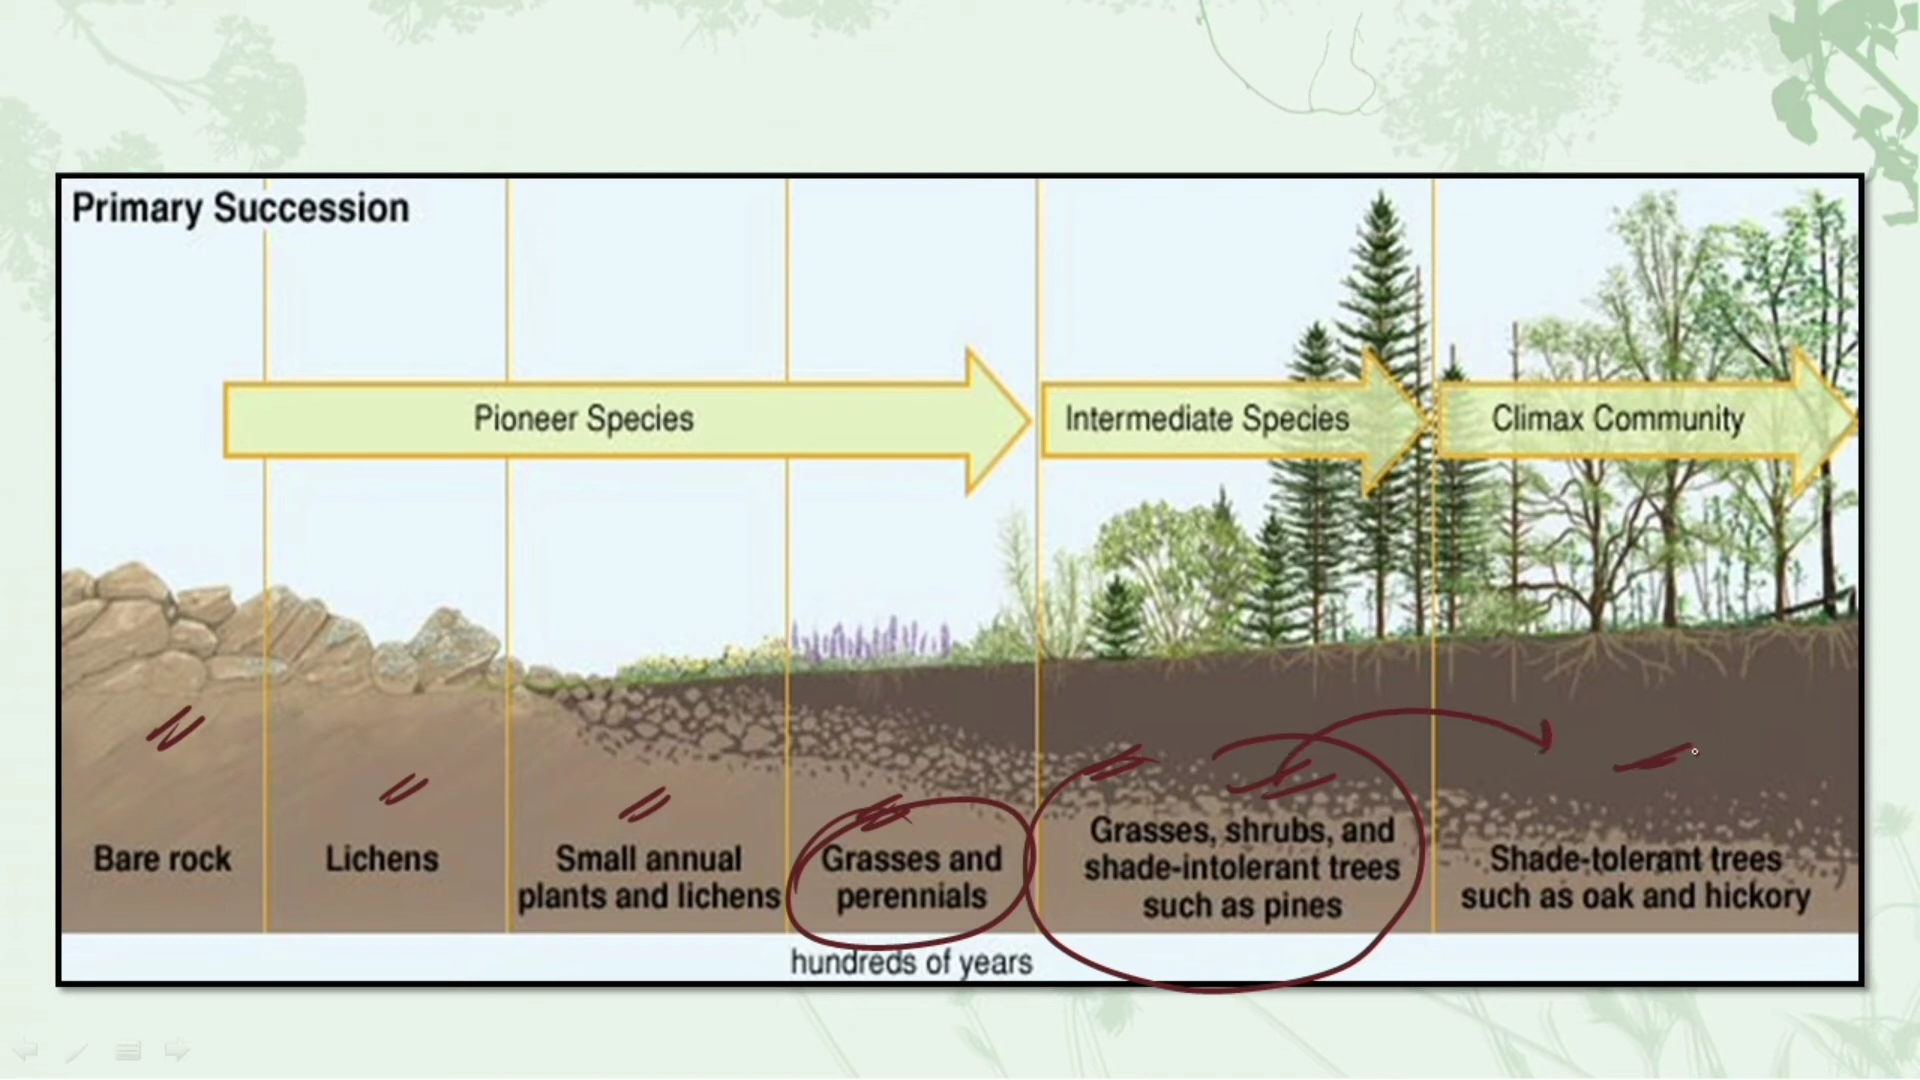 Primary Succession
Pioneer Species
Intermediate Species
Climax Community
Bare rock
Lichens
Small annual
plants and lichens
Grasses and
perennials
Grasses, shrubs, and
shade-intolerant trees
such as pines
Shade-tolerant trees
such as oak and hickory
hundreds of years